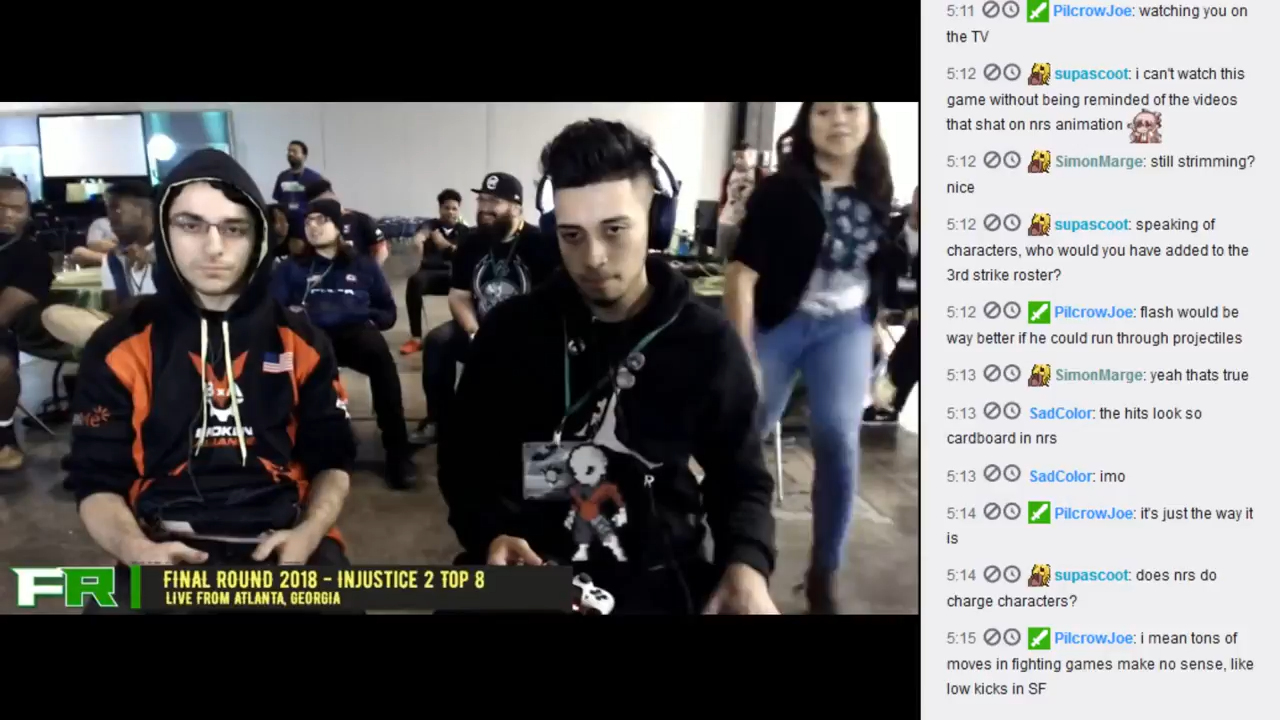 FR
FINAL ROUND 2018 - INJUSTICE 2 TOP 8
LIVE FROM ATLANTA, GEORGIA
R
5:11 PilcrowJoe: watching you on
the TV
5:12 supascoot: i can't watch this
game without being reminded of the videos
that shat on nrs animation
5:12 SimonMarge: still strimming?
nice
5:12 supascoot: speaking of
characters, who would you have added to the
3rd strike roster?
5:12 PilcrowJoe: flash would be
way better if he could run through projectiles
5:13 SimonMarge: yeah thats true
5:13 SadColor: the hits look so
cardboard in nrs
5:13 SadColor: imo
5:14 PilcrowJoe: it's just the way it
is
5:14 supascoot: does nrs do
charge characters?
5:15 PilcrowJoe: i mean tons of
moves in fighting games make no sense, like
low kicks in SF